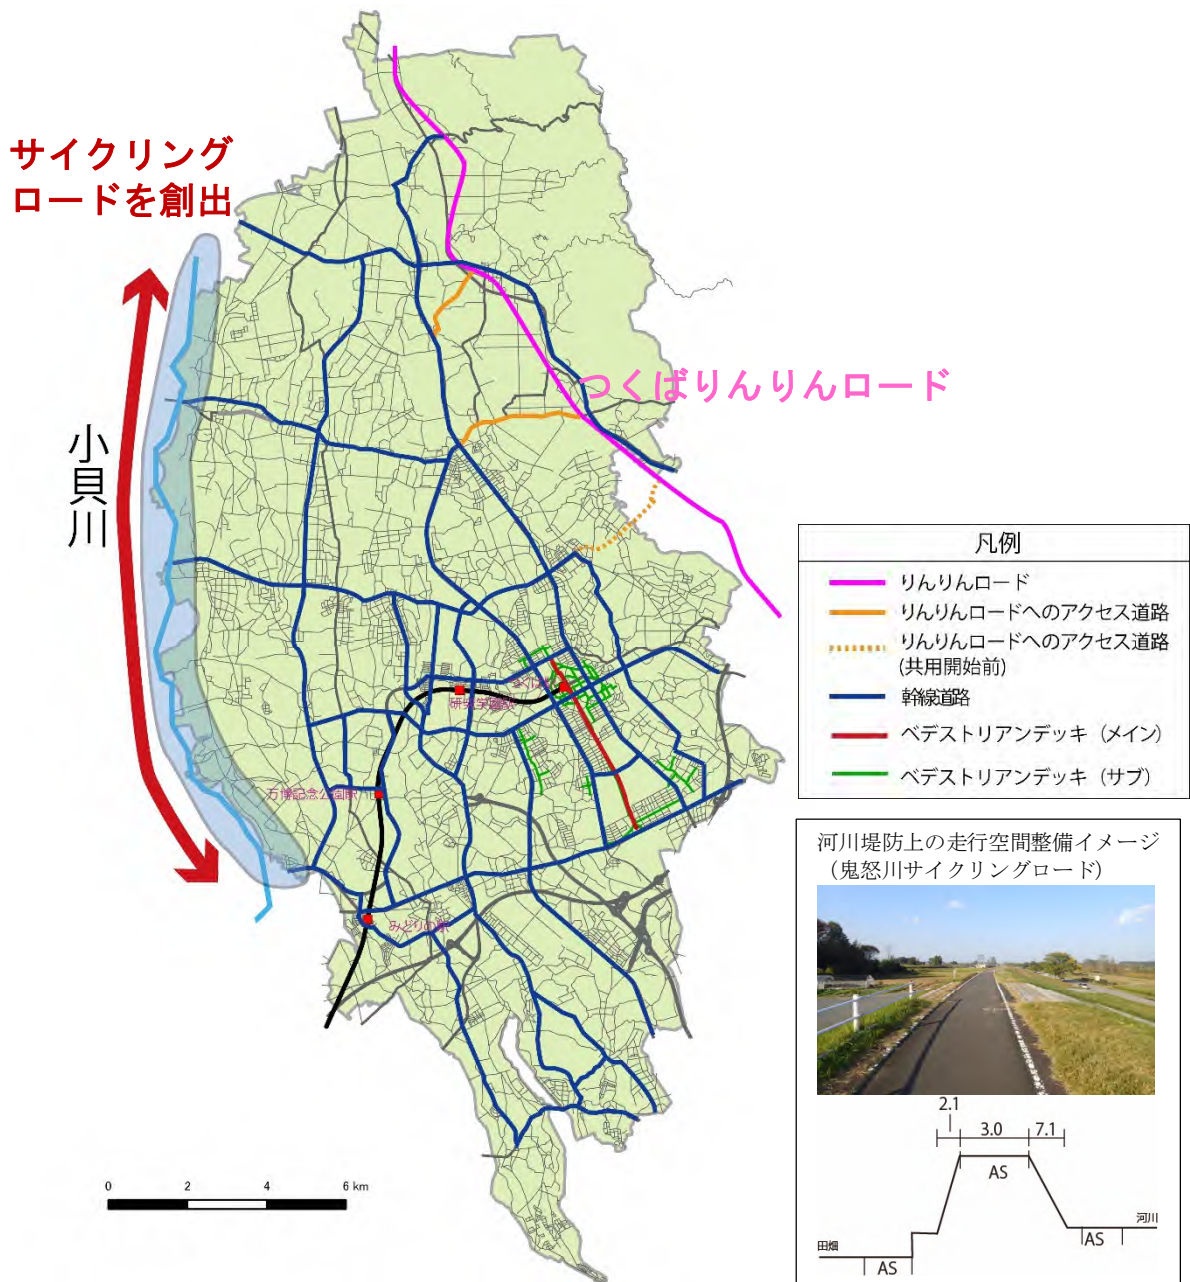 サイクリング
ロードを創出
つくばりんりんロード
小貝川
研究学園駅
万博記念公園駅
みどりの駅
0 2 4 6 km
凡例
りんりんロード
りんりんロードへのアクセス道路
りんりんロードへのアクセス道路
(共用開始前)
幹線道路
ペデストリアンデッキ (メイン)
ペデストリアンデッキ (サブ)
河川堤防上の走行空間整備イメージ
(鬼怒川サイクリングロード)
2.1
3.0
7.1
AS
河川
AS
田畑
AS